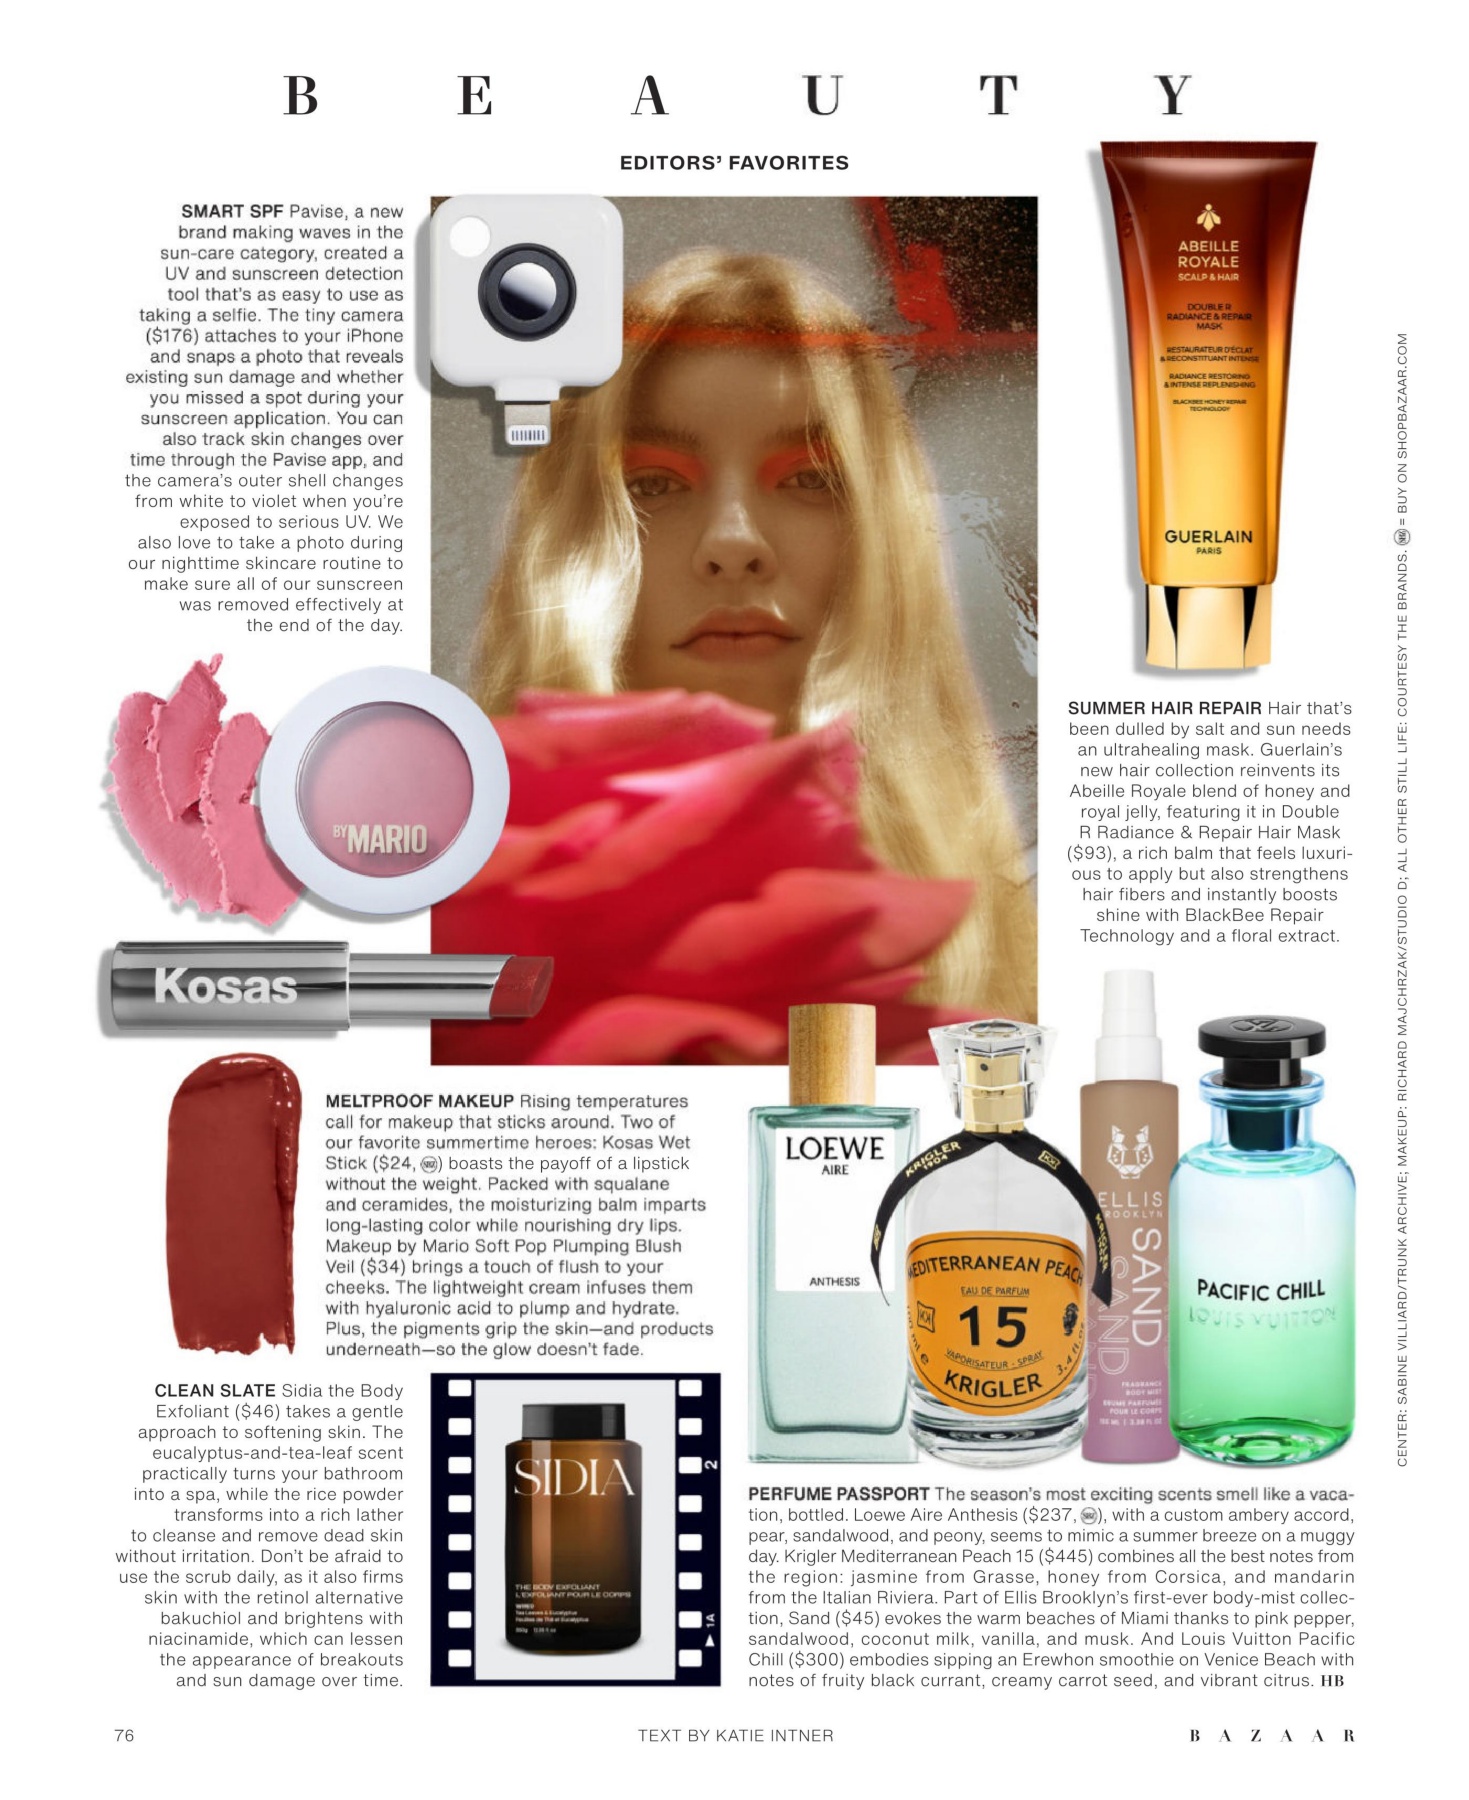 BEAUTY
EDITORS' FAVORITES
SMART SPF Pavise, a new
brand making waves in the
sun-care category, created a
UV and sunscreen detection
tool that's as easy to use as
taking a selfie. The tiny camera
($176) attaches to your iPhone
and snaps a photo that reveals
existing sun damage and whether
you missed a spot during your
sunscreen application. You can
also track skin changes over
time through the Pavise app, and
the camera's outer shell changes
from white to violet when you're
exposed to serious UV. We
also love to take a photo during
our nighttime skincare routine to
make sure all of our sunscreen
was removed effectively at
the end of the day.
ABEILLE
ROYALE
SCALP & HAIR
DOUBLE R
RADIANCE & REPAIR
MASK
RESTAURATEUR D'ÉCLAT
& RECONSTITUANT INTENSE
RADIANCE RESTORING
& INTENSE REPLENISHING
BLACKBEE HONEY REPAIR
TECHNOLOGY
GUERLAIN
PARIS
SUMMER HAIR REPAIR Hair that's
been dulled by salt and sun needs
an ultrahealing mask. Guerlain's
new hair collection reinvents its
Abeille Royale blend of honey and
royal jelly, featuring it in Double
R Radiance & Repair Hair Mask
($93), a rich balm that feels luxuri-
ous to apply but also strengthens
hair fibers and instantly boosts
shine with BlackBee Repair
Technology and a floral extract.
BY MARIO
Kosas
MELTPROOF MAKEUP Rising temperatures
call for makeup that sticks around. Two of
our favorite summertime heroes: Kosas Wet
Stick ($24, ) boasts the payoff of a lipstick
without the weight. Packed with squalane
and ceramides, the moisturizing balm imparts
long-lasting color while nourishing dry lips.
Makeup by Mario Soft Pop Plumping Blush
Veil ($34) brings a touch of flush to your
cheeks. The lightweight cream infuses them
with hyaluronic acid to plump and hydrate.
Plus, the pigments grip the skin—and products
underneath—so the glow doesn't fade.
CLEAN SLATE Sidia the Body
Exfoliant ($46) takes a gentle
approach to softening skin. The
eucalyptus-and-tea-leaf scent
practically turns your bathroom
into a spa, while the rice powder
transforms into a rich lather
to cleanse and remove dead skin
without irritation. Don't be afraid to
use the scrub daily, as it also firms
skin with the retinol alternative
bakuchiol and brightens with
niacinamide, which can lessen
the appearance of breakouts
and sun damage over time.
SIDIA
THE BODY EXFOLIANT
L'EXFOLIANT POUR LE CORPS
2
1A
LOEWE
AIRE
ANTHESIS
KRIGLER
1904
KRIGLER
MEDITERRANEAN PEACH
EAU DE PARFUM
15
VAPORISATEUR - SPRAY
KRIGLER
100 ml e
3.4 fl.oz
ELLIS
BROOKLYN
SAND
SAND
FRAGRANCE
BODY MIST
BRUME PARFUMÉE
POUR LE CORPS
100 ML | 3.38 FL OZ
PACIFIC CHILL
LOUIS VUITTON
PERFUME PASSPORT The season's most exciting scents smell like a vaca-
tion, bottled. Loewe Aire Anthesis ($237, ), with a custom ambery accord,
pear, sandalwood, and peony, seems to mimic a summer breeze on a muggy
day. Krigler Mediterranean Peach 15 ($445) combines all the best notes from
the region: jasmine from Grasse, honey from Corsica, and mandarin
from the Italian Riviera. Part of Ellis Brooklyn's first-ever body-mist collec-
tion, Sand ($45) evokes the warm beaches of Miami thanks to pink pepper,
sandalwood, coconut milk, vanilla, and musk. And Louis Vuitton Pacific
Chill ($300) embodies sipping an Erewhon smoothie on Venice Beach with
notes of fruity black currant, creamy carrot seed, and vibrant citrus. HB
CENTER: SABINE VILLIARD/TRUNK ARCHIVE; MAKEUP: RICHARD MAJCHRZAK/STUDIO D; ALL OTHER STILL LIFE: COURTESY THE BRANDS. = BUY ON SHOPBAZAAR.COM
76
TEXT BY KATIE INTNER
BAZAAR